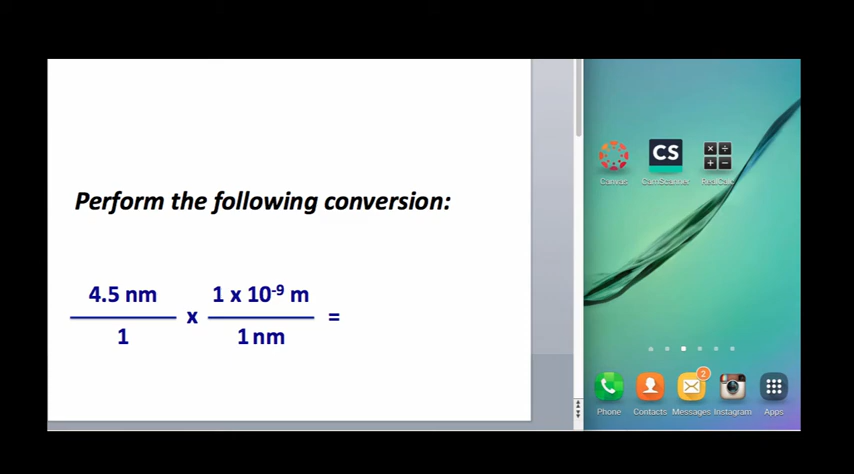 Perform the following conversion:
4.5 nm
1
x
1 x 10⁻⁹ m
1 nm
=
CS
Canvas
CamScanner
RealCalc
2
Phone
Contacts
Messages
Instagram
Apps